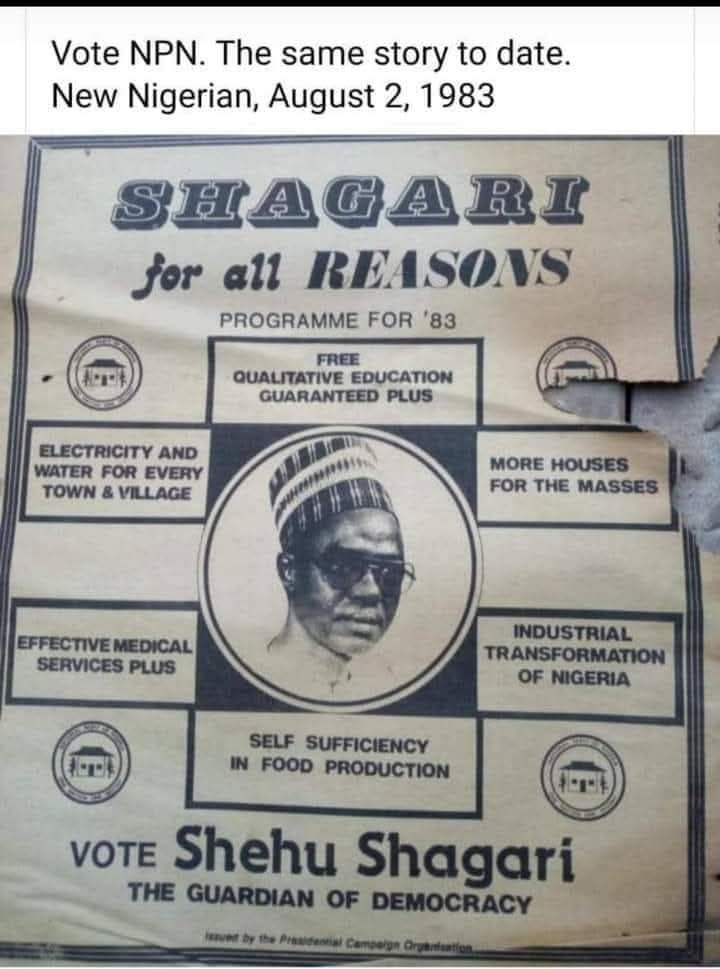 Vote NPN. The same story to date.
New Nigerian, August 2, 1983
SHAGARI
for all REASONS
PROGRAMME FOR '83
FREE
QUALITATIVE EDUCATION
GUARANTEED PLUS
ELECTRICITY AND
WATER FOR EVERY
TOWN & VILLAGE
MORE HOUSES
FOR THE MASSES
EFFECTIVE MEDICAL
SERVICES PLUS
INDUSTRIAL
TRANSFORMATION
OF NIGERIA
SELF SUFFICIENCY
IN FOOD PRODUCTION
VOTE Shehu Shagari
THE GUARDIAN OF DEMOCRACY
Issued by the Presidential Campaign Organisation